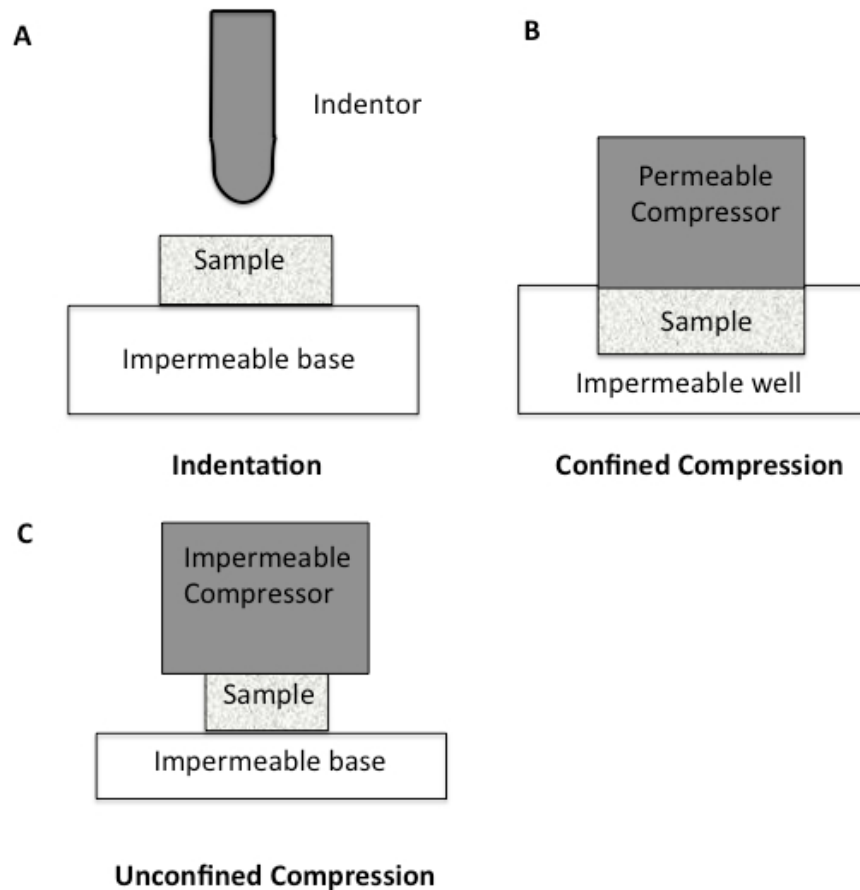 A
Indentor
Sample
Impermeable base
Indentation
B
Permeable
Compressor
Sample
Impermeable well
Confined Compression
C
Impermeable
Compressor
Sample
Impermeable base
Unconfined Compression